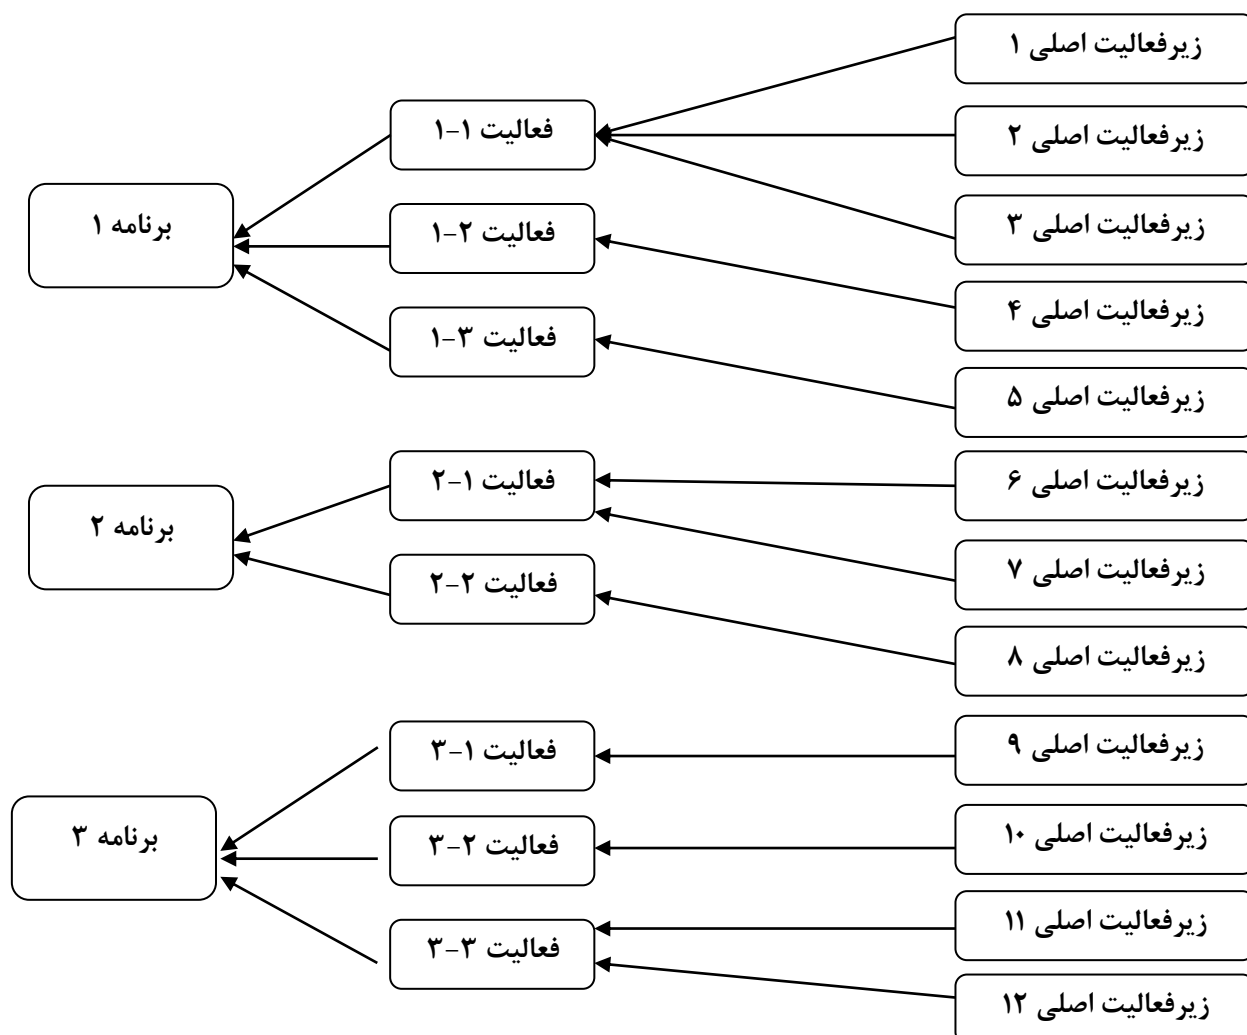 زیرفعالیت اصلی ۱
زیرفعالیت اصلی ۲
زیرفعالیت اصلی ۳
زیرفعالیت اصلی ۴
زیرفعالیت اصلی ۵
زیرفعالیت اصلی ۶
زیرفعالیت اصلی ۷
زیرفعالیت اصلی ۸
زیرفعالیت اصلی ۹
زیرفعالیت اصلی ۱۰
زیرفعالیت اصلی ۱۱
زیرفعالیت اصلی ۱۲
فعالیت ۱-۱
فعالیت ۲-۱
فعالیت ۳-۱
فعالیت ۱-۲
فعالیت ۲-۲
فعالیت ۱-۳
فعالیت ۲-۳
فعالیت ۳-۳
برنامه ۱
برنامه ۲
برنامه ۳